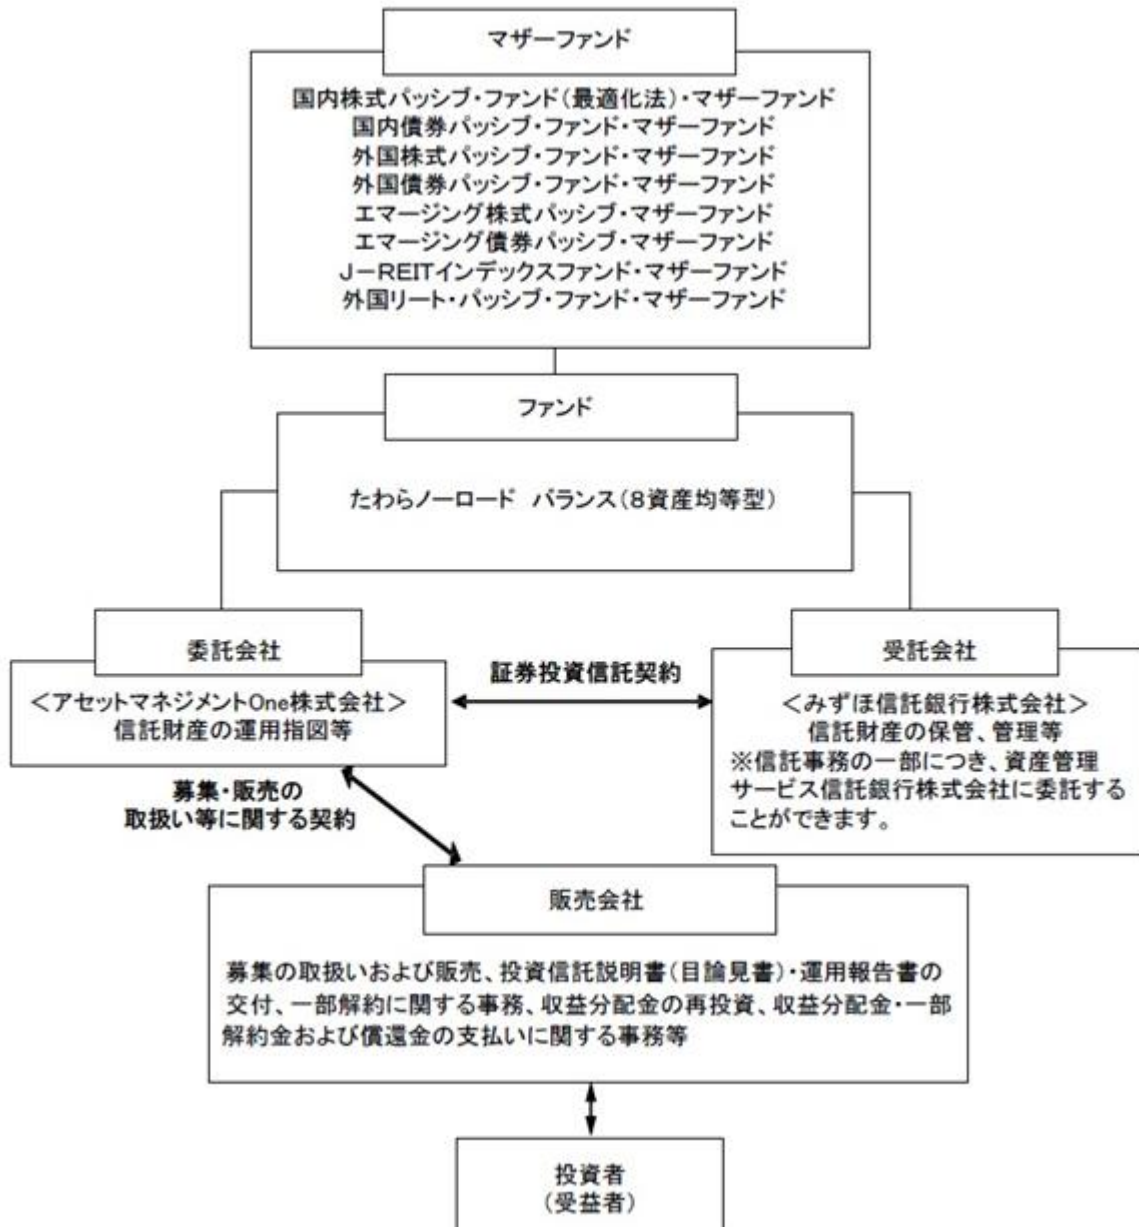 マザーファンド
国内株式パッシブ・ファンド(最適化法)・マザーファンド
国内債券パッシブ・ファンド・マザーファンド
外国株式パッシブ・ファンド・マザーファンド
外国債券パッシブ・ファンド・マザーファンド
エマージング株式パッシブ・マザーファンド
エマージング債券パッシブ・マザーファンド
J-REITインデックスファンド・マザーファンド
外国リート・パッシブ・ファンド・マザーファンド
ファンド
たわらノーロード バランス(8資産均等型)
委託会社
<アセットマネジメントOne株式会社>
信託財産の運用指図等
証券投資信託契約
受託会社
<みずほ信託銀行株式会社>
信託財産の保管、管理等
※信託事務の一部につき、資産管理
サービス信託銀行株式会社に委託する
ことができます。
募集・販売の
取扱い等に関する契約
販売会社
募集の取扱いおよび販売、投資信託説明書(目論見書)・運用報告書の
交付、一部解約に関する事務、収益分配金の再投資、収益分配金・一部
解約金および償還金の支払いに関する事務等
投資者
(受益者)